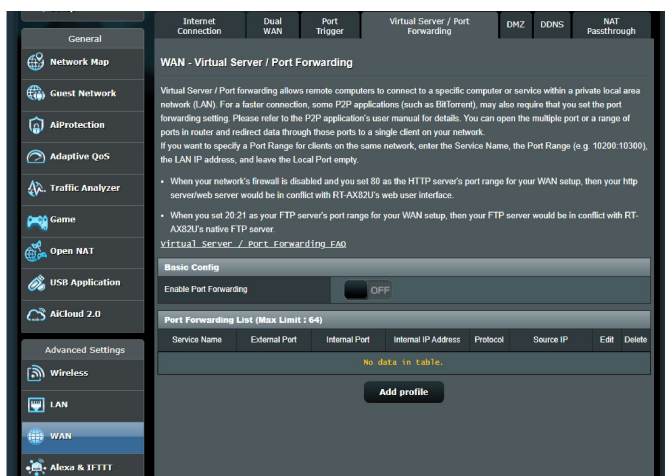 General
Network Map
Guest Network
AiProtection
Adaptive QoS
Traffic Analyzer
Game
Open NAT
USB Application
AiCloud 2.0
Advanced Settings
Wireless
LAN
WAN
Alexa & IFTTT
Internet Connection
Dual WAN
Port Trigger
Virtual Server / Port Forwarding
DMZ
DDNS
NAT Passthrough
WAN - Virtual Server / Port Forwarding
Virtual Server / Port forwarding allows remote computers to connect to a specific computer or service within a private local area
network (LAN). For a faster connection, some P2P applications (such as BitTorrent), may also require that you set the port
forwarding setting. Please refer to the P2P application's user manual for details. You can open the multiple port or a range of
ports in router and redirect data through those ports to a single client on your network.
If you want to specify a Port Range for clients on the same network, enter the Service Name, the Port Range (e.g. 10200:10300),
the LAN IP address, and leave the Local Port empty.
• When your network's firewall is disabled and you set 80 as the HTTP server's port range for your WAN setup, then your http
server/web server would be in conflict with RT-AX82U's web user interface.
• When you set 20:21 as your FTP server's port range for your WAN setup, then your FTP server would be in conflict with RT-
AX82U's native FTP server.
Virtual Server / Port Forwarding FAQ
Basic Config
Enable Port Forwarding OFF
Port Forwarding List (Max Limit : 64)
Service Name External Port Internal Port Internal IP Address Protocol Source IP Edit Delete
No data in table.
Add profile